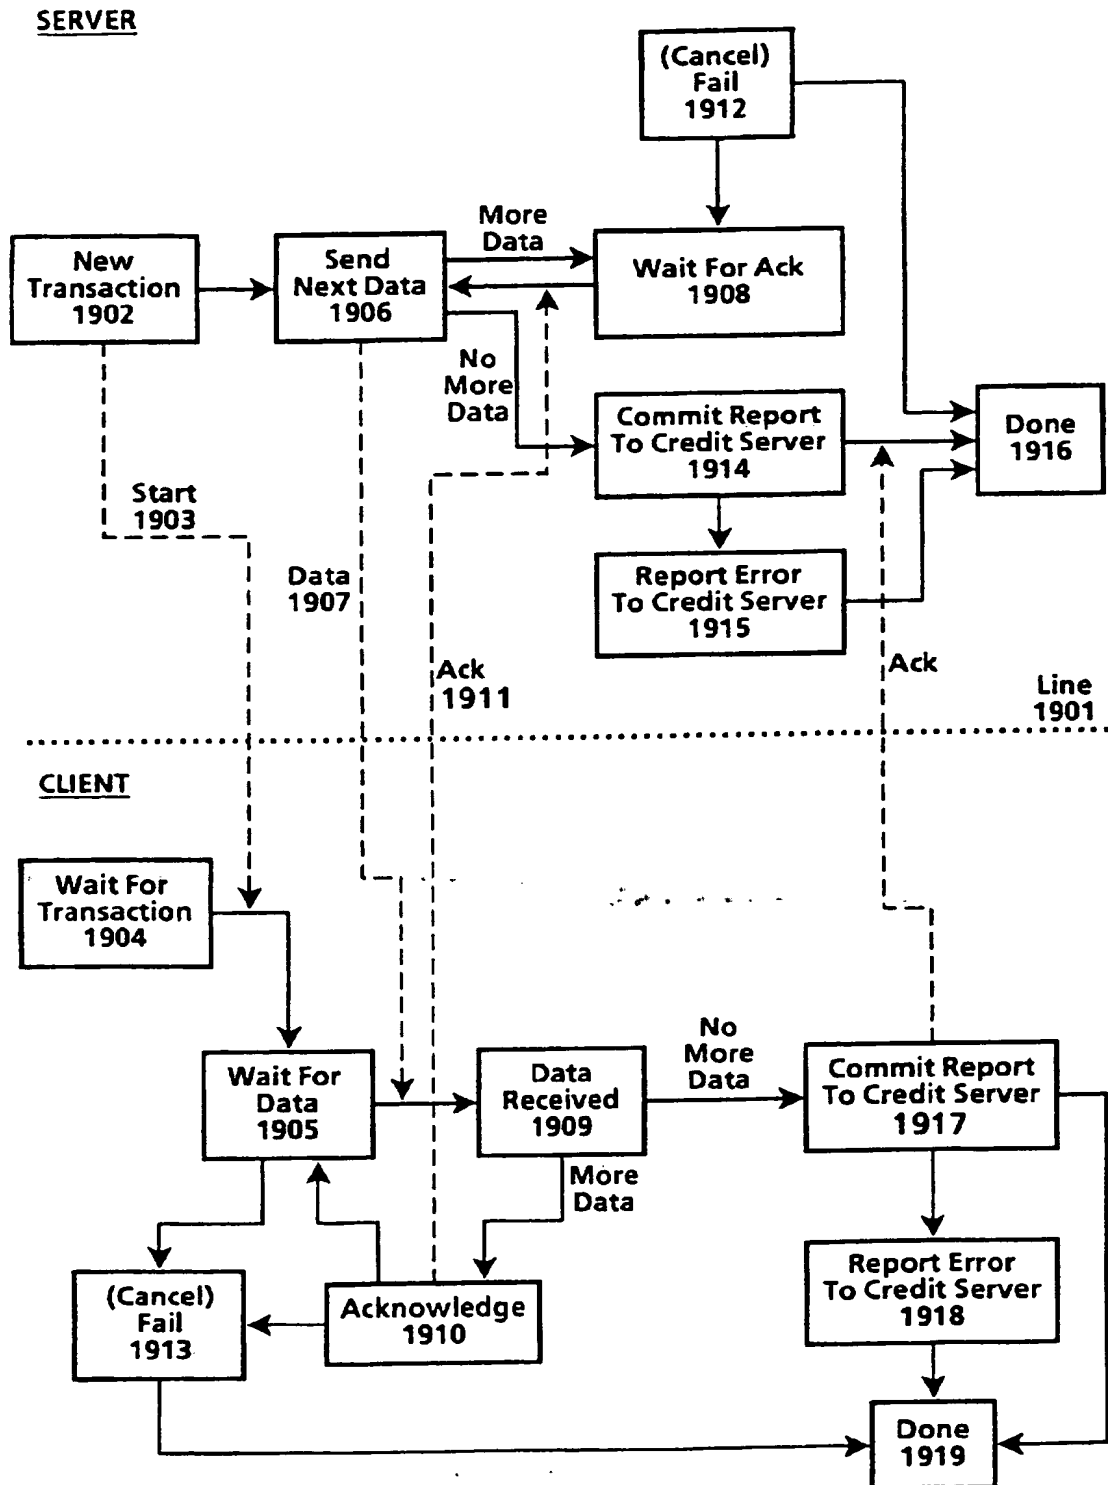 SERVER
(Cancel)
Fail
1912
More
Data
New
Transaction
1902
Send
Next Data
1906
Wait For Ack
1908
No
More
Data
Commit Report
To Credit Server
1914
Done
1916
Start
1903
Data
1907
Report Error
To Credit Server
1915
Ack
1911
Ack
Line
1901
CLIENT
Wait For
Transaction
1904
Wait For
Data
1905
Data
Received
1909
No
More
Data
Commit Report
To Credit Server
1917
More
Data
(Cancel)
Fail
1913
Acknowledge
1910
Report Error
To Credit Server
1918
Done
1919